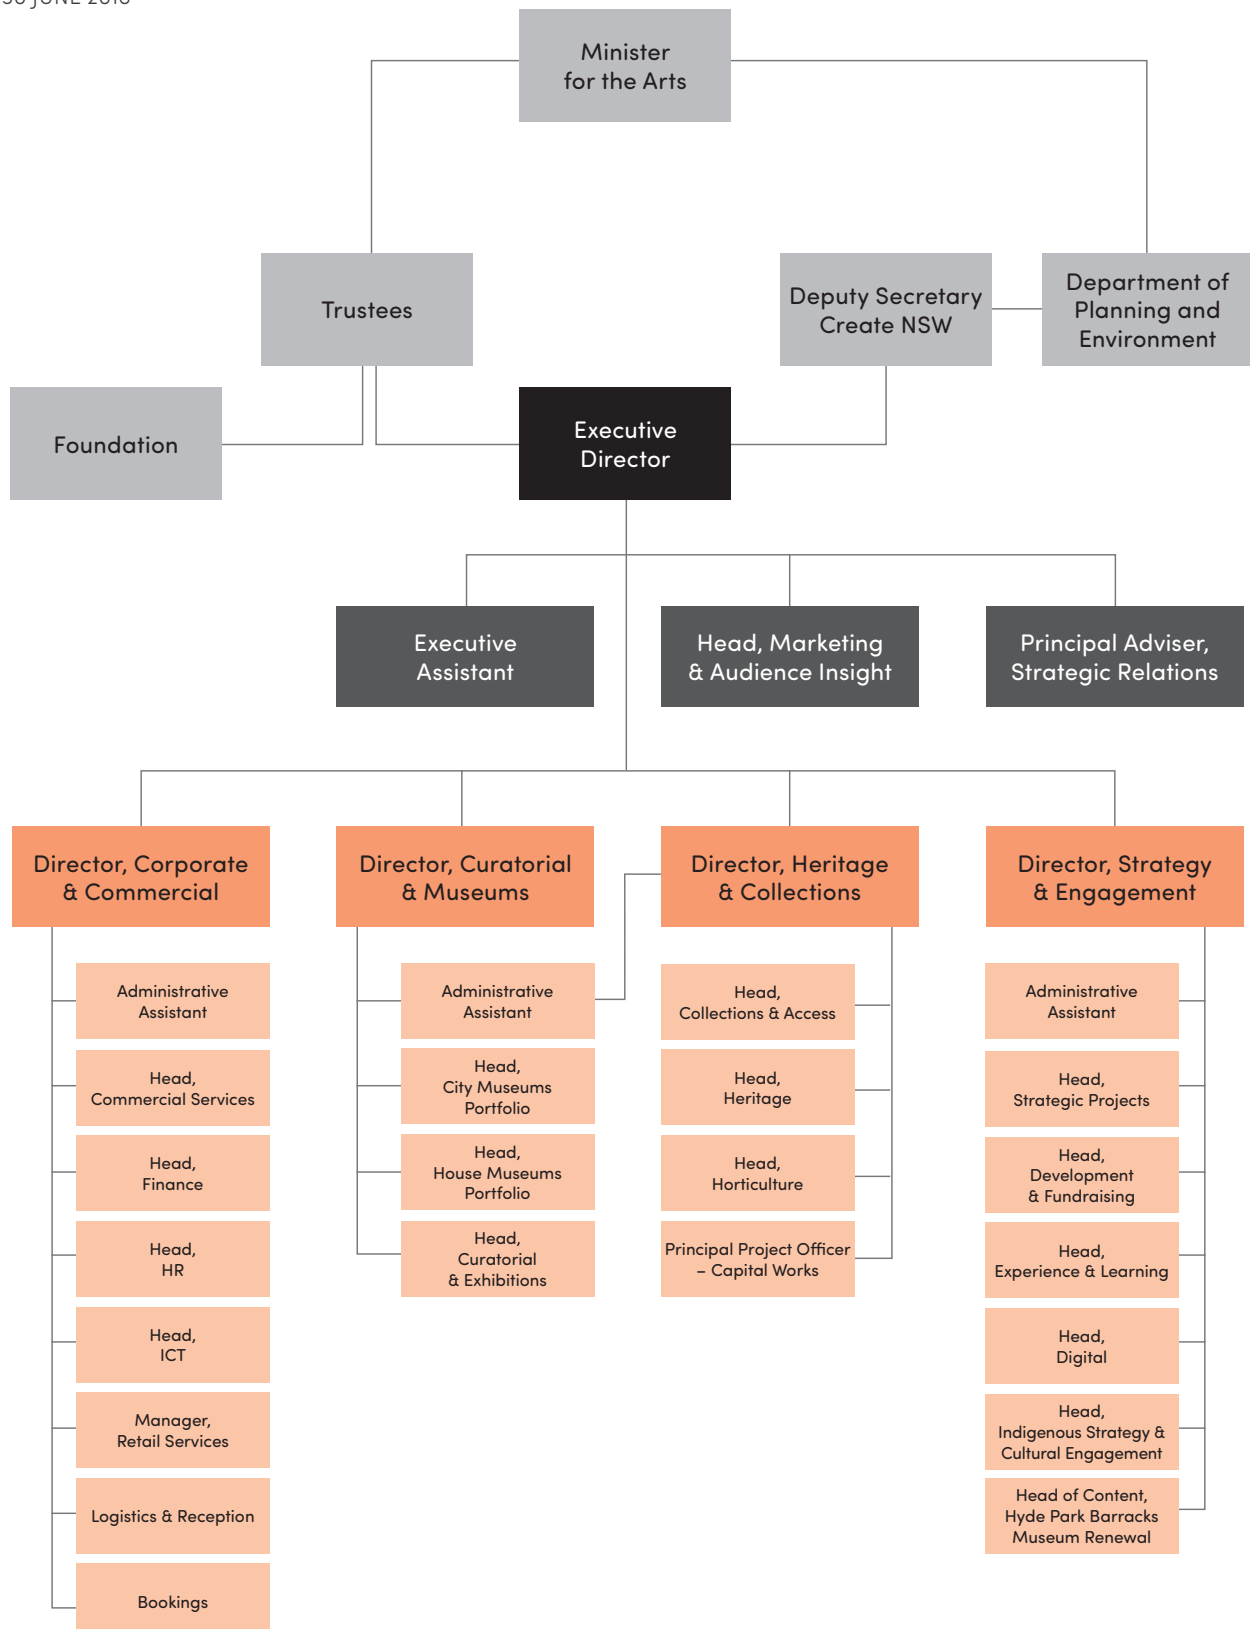 30 JUNE 2018
Minister
for the Arts
Trustees
Deputy Secretary
Create NSW
Department of
Planning and
Environment
Foundation
Executive
Director
Executive
Assistant
Head, Marketing
& Audience Insight
Principal Adviser,
Strategic Relations
Director, Corporate
& Commercial
Director, Curatorial
& Museums
Director, Heritage
& Collections
Director, Strategy
& Engagement
Administrative
Assistant
Head,
Commercial Services
Head,
Finance
Head,
HR
Head,
ICT
Manager,
Retail Services
Logistics & Reception
Bookings
Administrative
Assistant
Head,
City Museums
Portfolio
Head,
House Museums
Portfolio
Head,
Curatorial
& Exhibitions
Head,
Collections & Access
Head,
Heritage
Head,
Horticulture
Principal Project Officer
– Capital Works
Administrative
Assistant
Head,
Strategic Projects
Head,
Development
& Fundraising
Head,
Experience & Learning
Head,
Digital
Head,
Indigenous Strategy &
Cultural Engagement
Head of Content,
Hyde Park Barracks
Museum Renewal